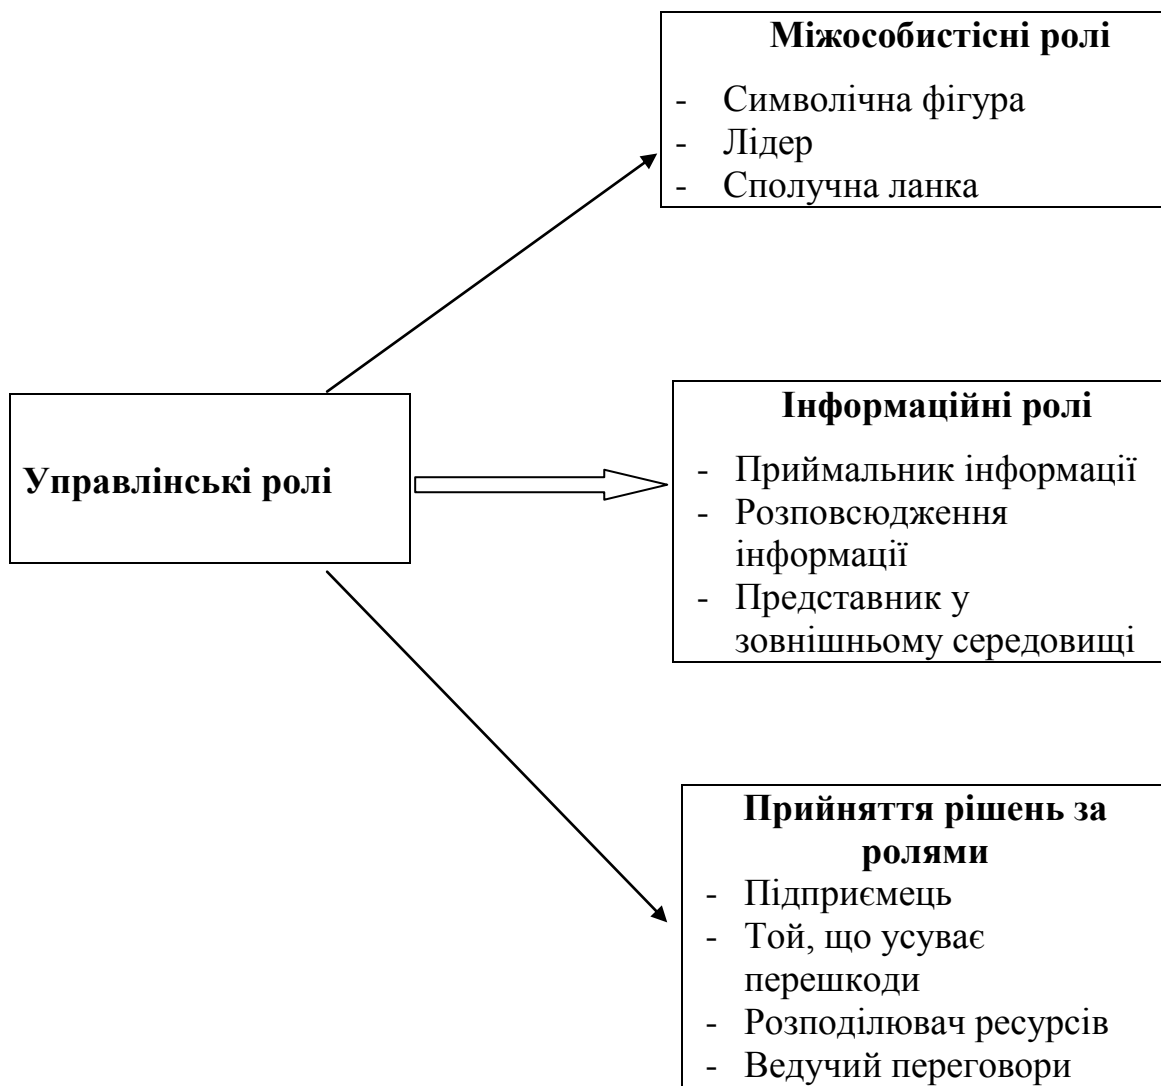 Міжособистісні ролі
- Символічна фігура
- Лідер
- Сполучна ланка
Управлінські ролі
Інформаційні ролі
- Приймальник інформації
- Розповсюдження
інформації
- Представник у
зовнішньому середовищі
Прийняття рішень за
ролями
- Підприємець
- Той, що усуває
перешкоди
- Розподілювач ресурсів
- Ведучий переговори